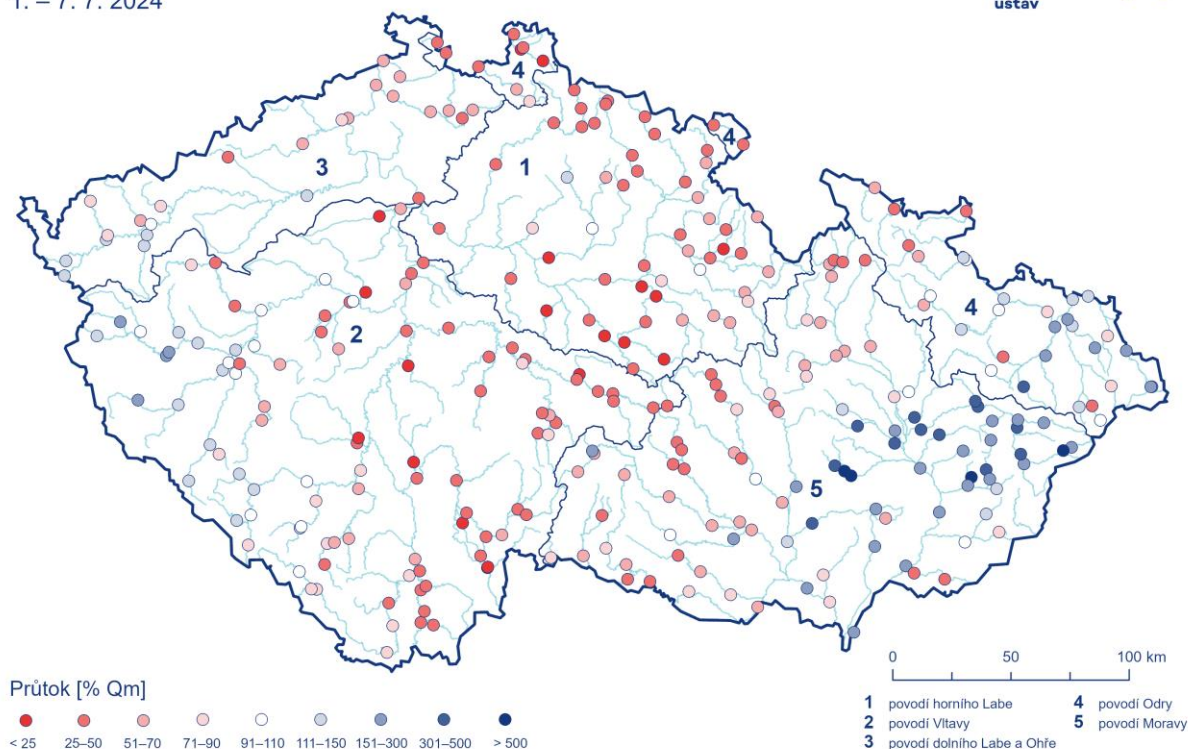 1. – 7. 7. 2024
ústav
4
4
3
1
4
2
5
0 50 100 km
Průtok [% Qm]
< 25 25–50 51–70 71–90 91–110 111–150 151–300 301–500 > 500
1 povodí horního Labe 4 povodí Odry
2 povodí Vltavy 5 povodí Moravy
3 povodí dolního Labe a Ohře